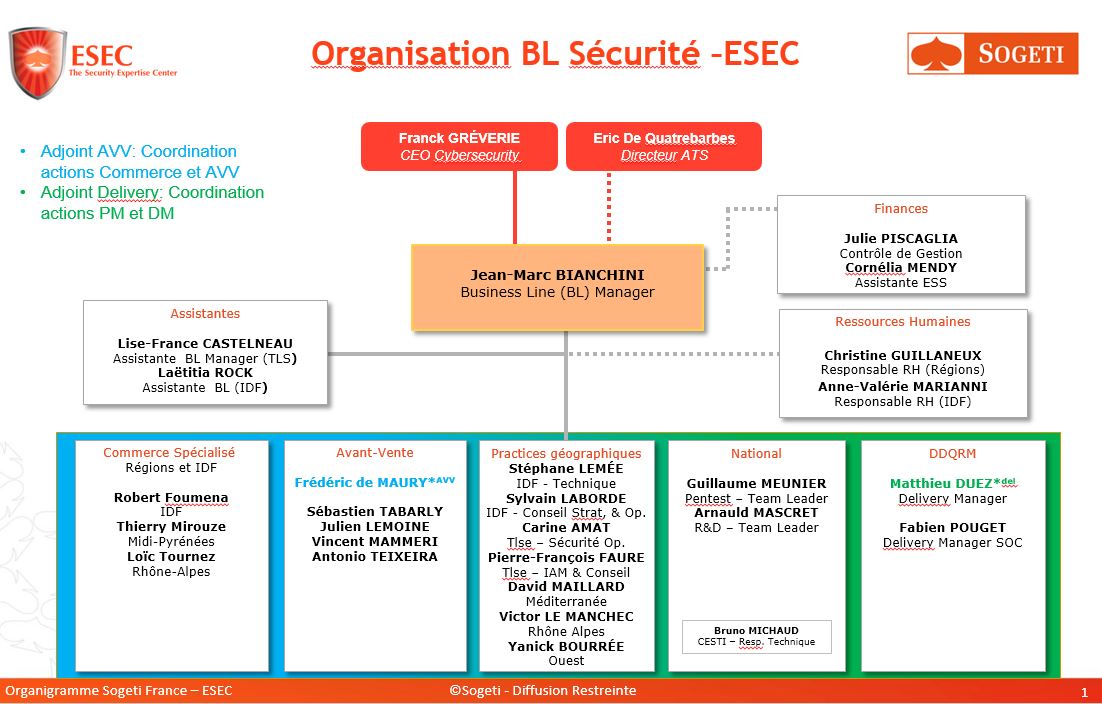 ESEC
The Security Expertise Center
Organisation BL Sécurité –ESEC
SOGETI
• Adjoint AVV: Coordination
actions Commerce et AVV
• Adjoint Delivery: Coordination
actions PM et DM
Franck GRÉVERIE
CEO Cybersecurity
Eric De Quatrebarbes
Directeur ATS
Jean-Marc BIANCHINI
Business Line (BL) Manager
Finances
Julie PISCAGLIA
Contrôle de Gestion
Cornélia MENDY
Assistante ESS
Assistantes
Lise-France CASTELNEAU
Assistante BL Manager (TLS)
Laëtitia ROCK
Assistante BL (IDF)
Ressources Humaines
Christine GUILLANEUX
Responsable RH (Régions)
Anne-Valérie MARIANNI
Responsable RH (IDF)
Commerce Spécialisé
Régions et IDF
Robert Foumena
IDF
Thierry Mirouze
Midi-Pyrénées
Loïc Tournez
Rhône-Alpes
Avant-Vente
Frédéric de MAURY*AVV
Sébastien TABARLY
Julien LEMOINE
Vincent MAMMERI
Antonio TEIXEIRA
Practices géographiques
Stéphane LEMÉE
IDF - Technique
Sylvain LABORDE
IDF - Conseil Strat, & Op.
Carine AMAT
Tlse – Sécurité Op.
Pierre-François FAURE
Tlse – IAM & Conseil
David MAILLARD
Méditerranée
Victor LE MANCHEC
Rhône Alpes
Yanick BOURRÉE
Ouest
National
Guillaume MEUNIER
Pentest – Team Leader
Arnauld MASCRET
R&D – Team Leader
Bruno MICHAUD
CESTI – Resp. Technique
DDQRM
Matthieu DUEZ*del
Delivery Manager
Fabien POUGET
Delivery Manager SOC
Organigramme Sogeti France – ESEC
©Sogeti - Diffusion Restreinte
1